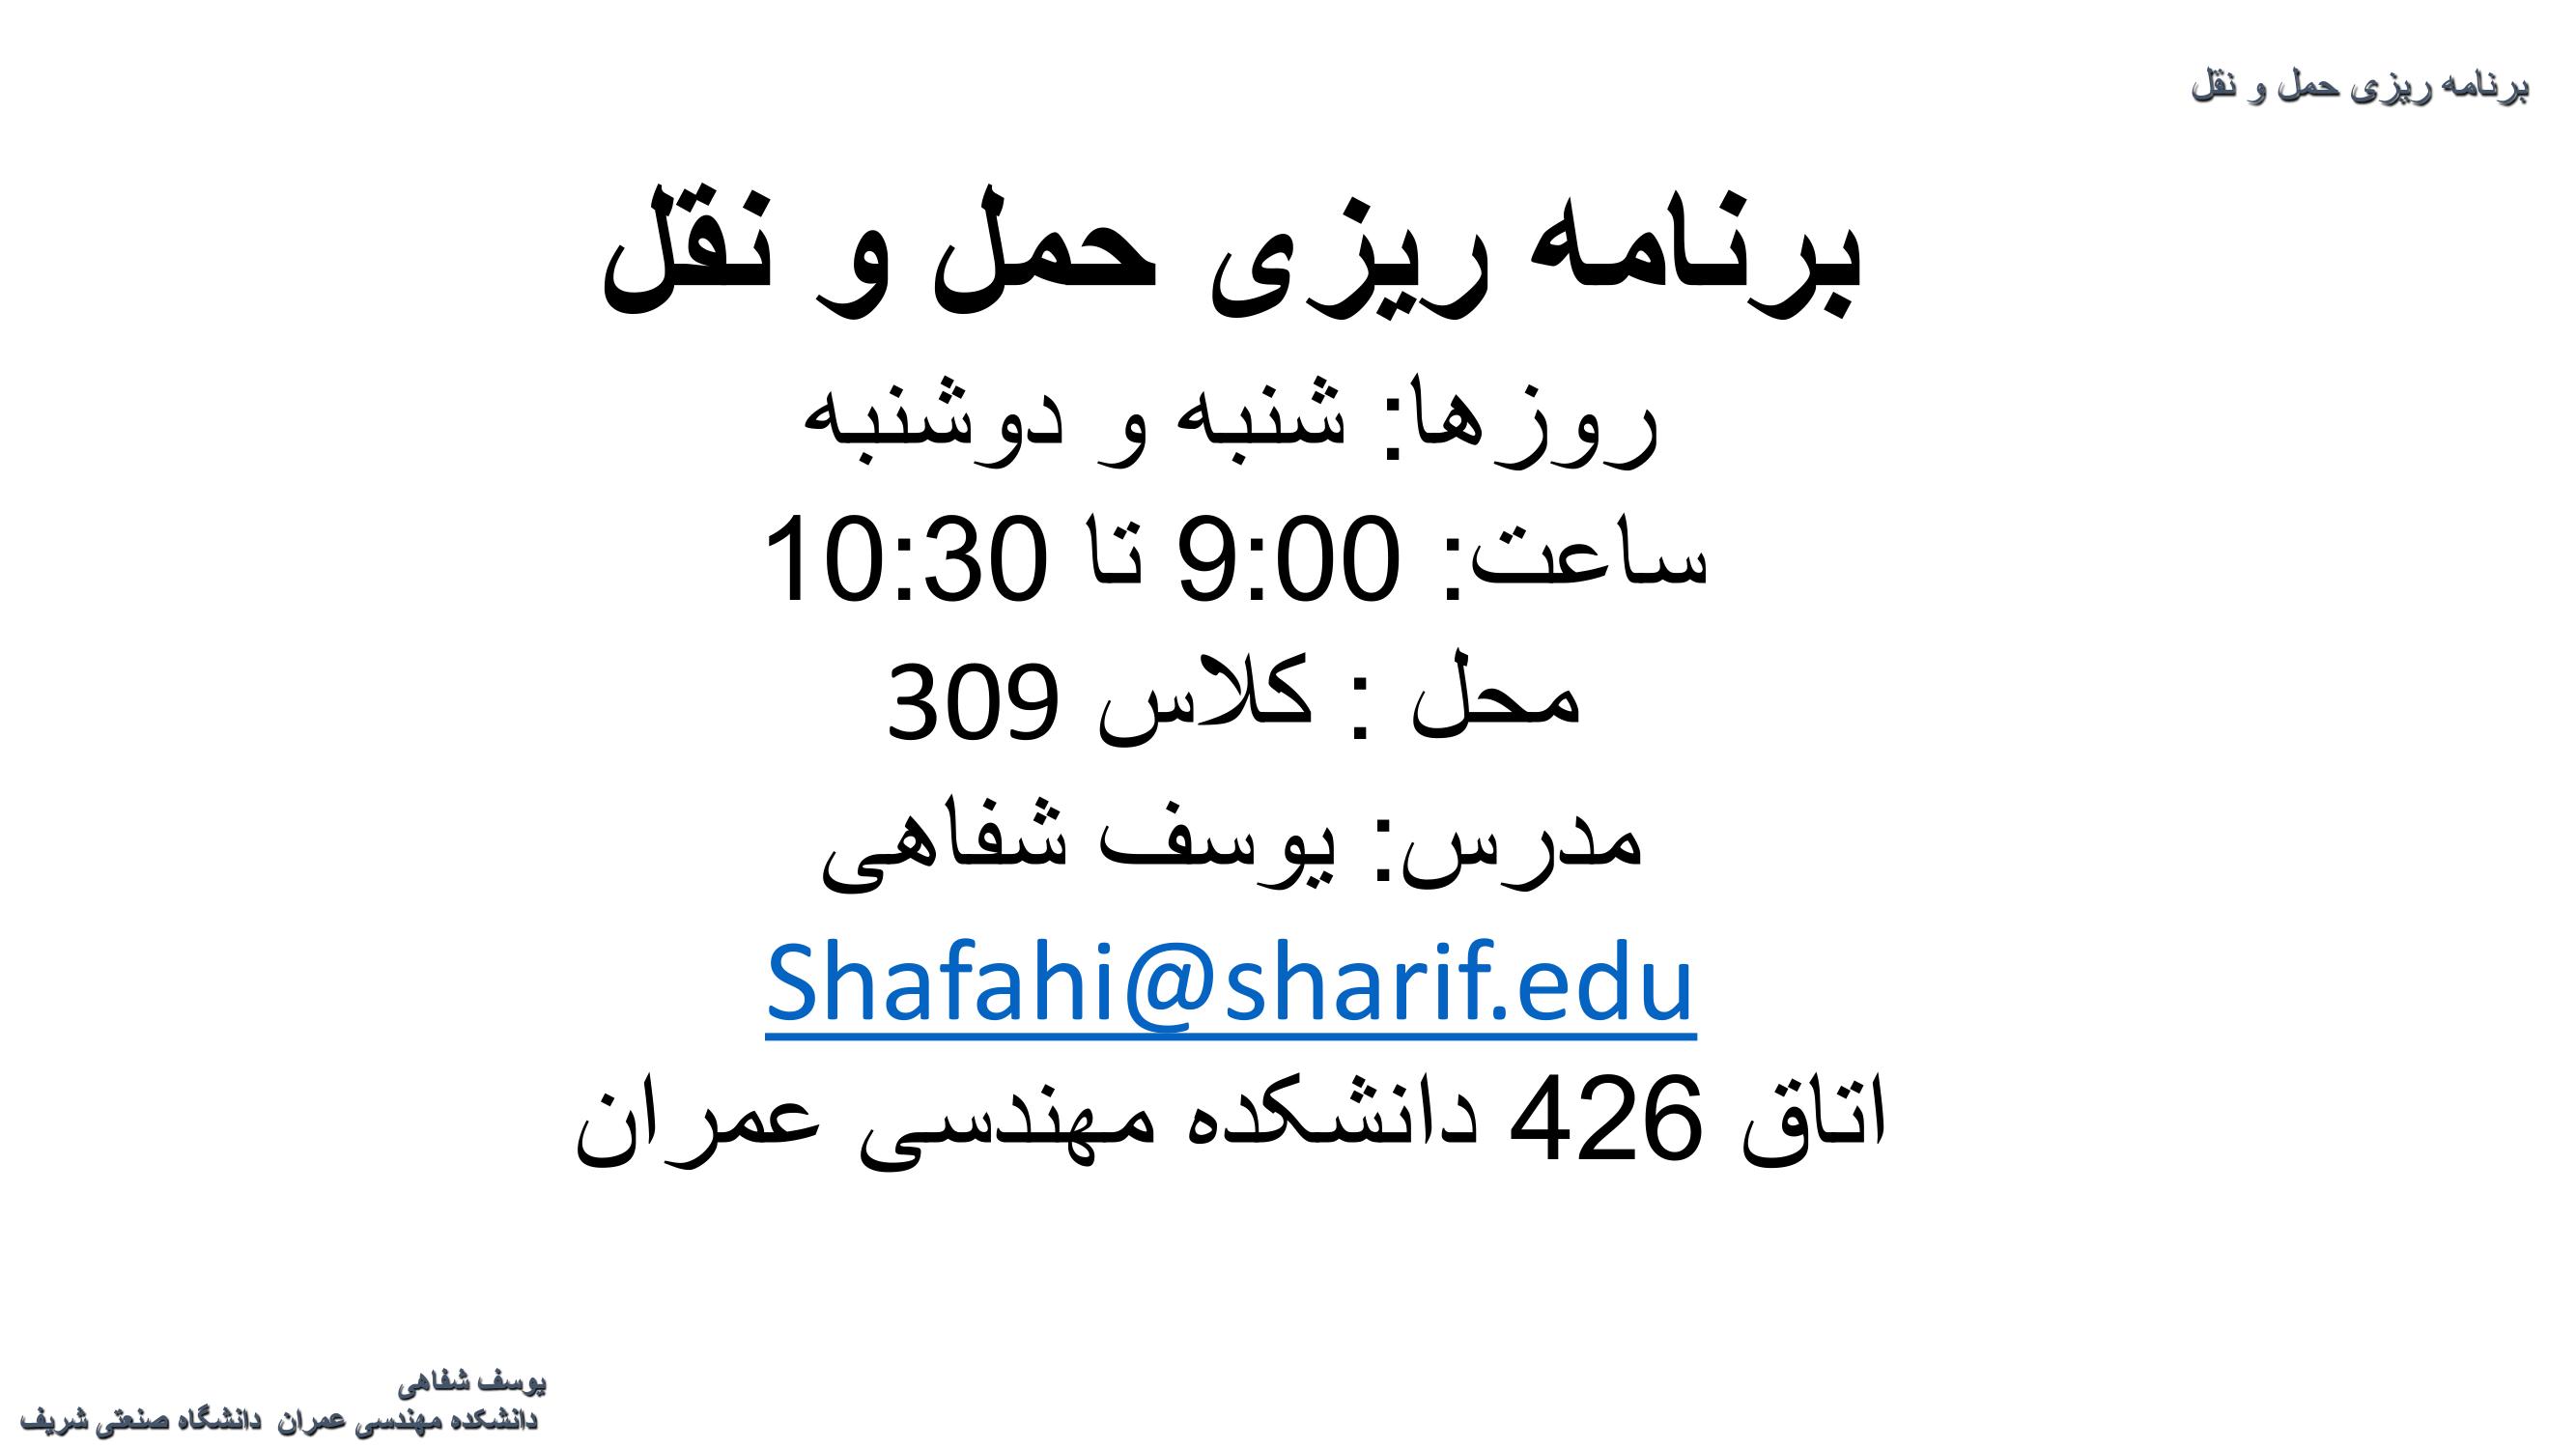 برنامه ریزی حمل و نقل
برنامه ریزی حمل و نقل
روزها: شنبه و دوشنبه
ساعت: 9:00 تا 10:30
محل : کلاس 309
مدرس: یوسف شفاهی
Shafahi@sharif.edu
اتاق 426 دانشکده مهندسی عمران
یوسف شفاهی
دانشکده مهندسی عمران دانشگاه صنعتی شریف